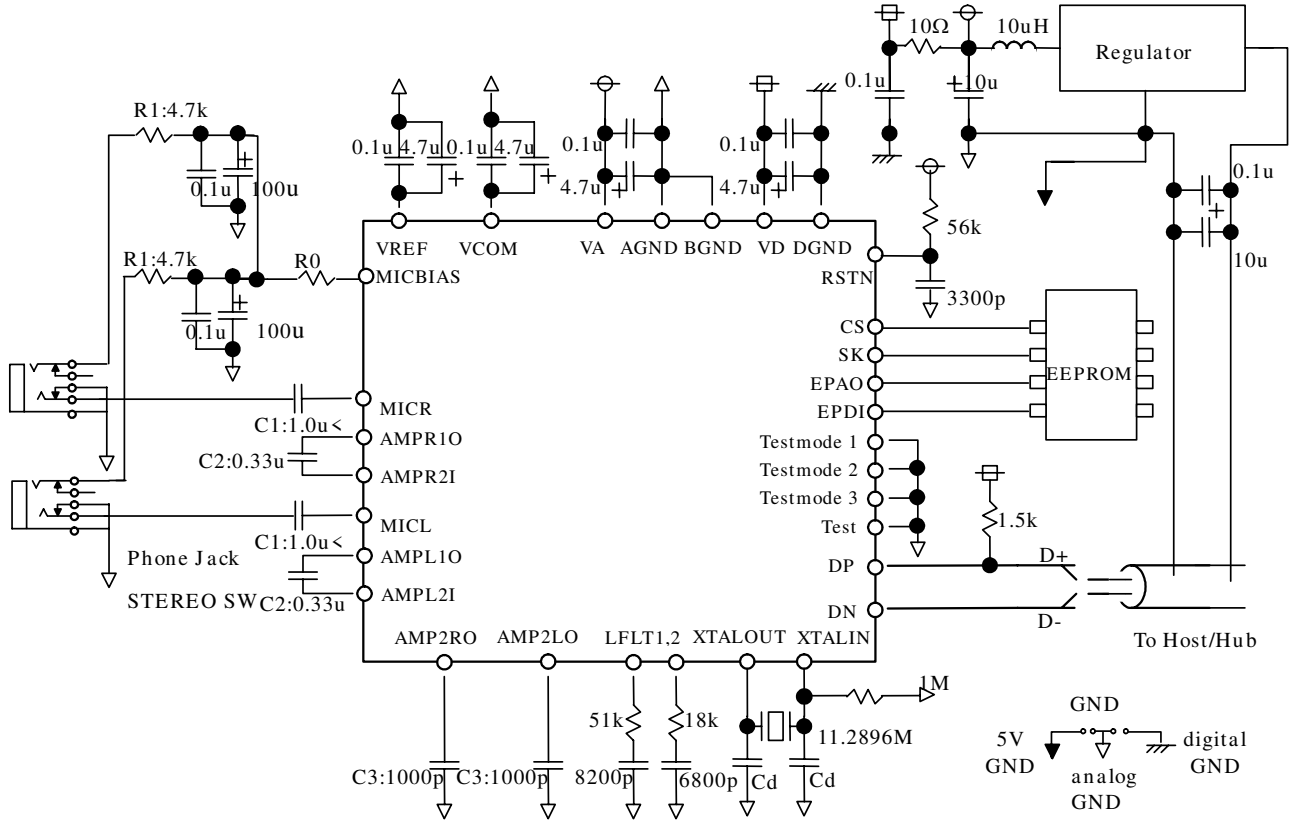 10Ω
10uH
Regulator
0.1u
10u
R1:4.7k
0.1u
100u
0.1u
4.7u
0.1u
4.7u
0.1u
4.7u
0.1u
4.7u
0.1u
10u
56k
3300p
VREF
VCOM
VA
AGND
BGND
VD
DGND
RSTN
R1:4.7k
R0
MICBIAS
0.1u
100u
CS
SK
EPAO
EPDI
EEPROM
MICR
C1:1.0u<
AMPR1O
C2:0.33u
AMPR2I
MICL
C1:1.0u<
AMPL1O
C2:0.33u
AMPL2I
Phone Jack
STEREO SW
Testmode 1
Testmode 2
Testmode 3
Test
1.5k
DP
D+
DN
D-
To Host/Hub
AMP2RO
AMP2LO
LFLT1,2
XTALOUT
XTALIN
1M
51k
18k
11.2896M
C3:1000p
C3:1000p
8200p
6800p
Cd
Cd
GND
5V
GND
analog
GND
digital
GND